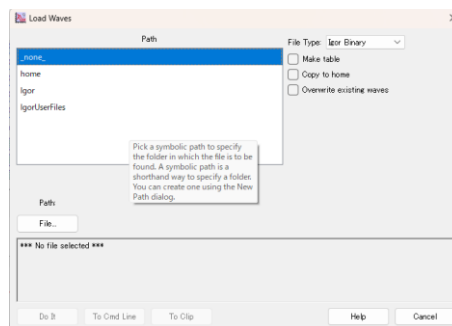 Load Waves
Path
File Type: Igor Binary
_none_
Make table
home
Copy to home
Igor
Overwrite existing waves
IgorUserFiles
Pick a symbolic path to specify
the folder in which the file is to be
found. A symbolic path is a
shorthand way to specify a folder.
You can create one using the New
Path dialog.
Path:
File...
*** No file selected ***
Do It To Cmd Line To Clip Help Cancel